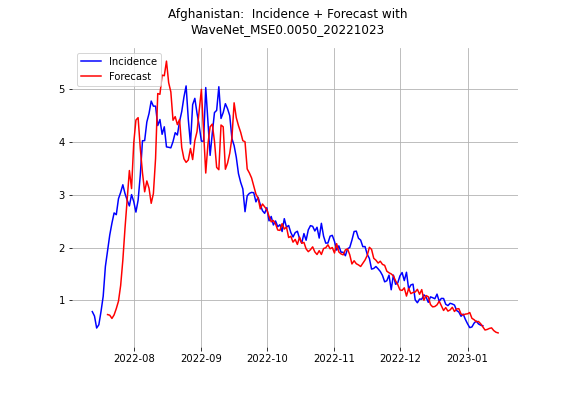 Afghanistan:  Incidence + Forecast with
WaveNet_MSE0.0050_20221023
Incidence
Forecast
5
4
3
2
1
2022-08
2022-09
2022-10
2022-11
2022-12
2023-01